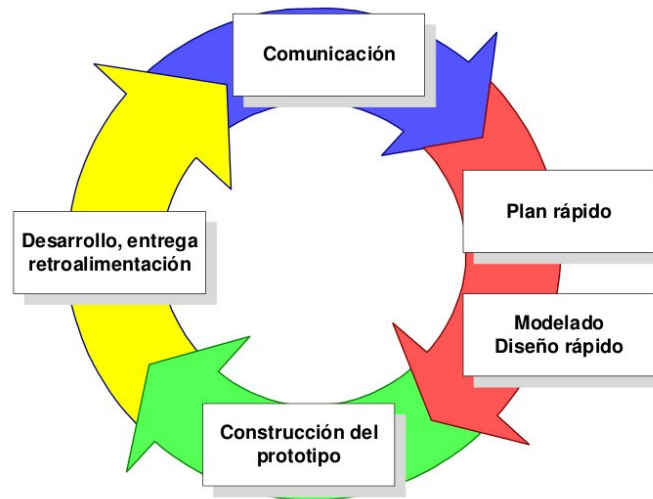 Comunicación
Plan rápido
Modelado
Diseño rápido
Construcción del
prototipo
Desarrollo, entrega
retroalimentación